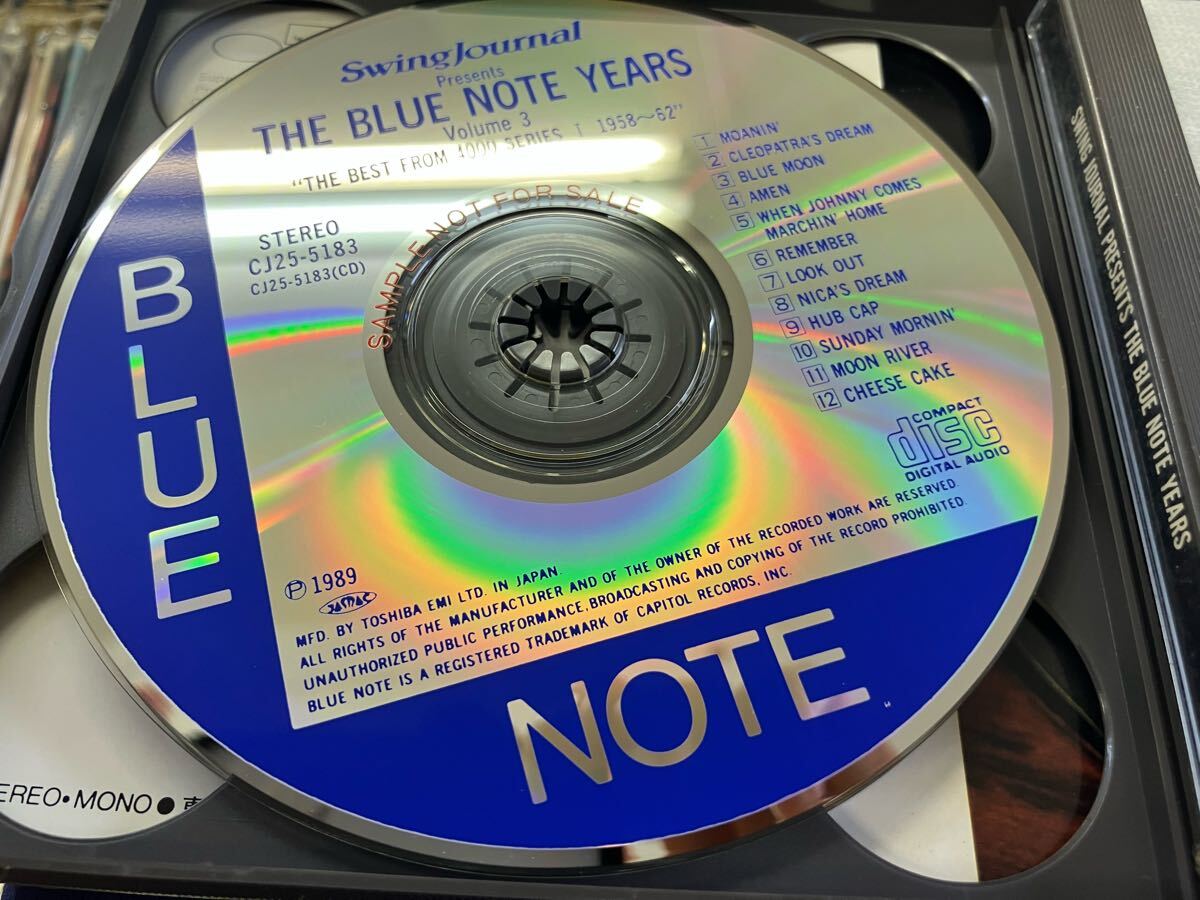 Swing Journal
Presents
THE BLUE NOTE YEARS
Volume 3
"THE BEST FROM 4000 SERIES I 1958~62"
STEREO
CJ25-5183
CJ25-5183(CD)
SAMPLE NOT FOR SALE
1 MOANIN'
2 CLEOPATRA'S DREAM
3 BLUE MOON
4 AMEN
5 WHEN JOHNNY COMES
MARCHIN' HOME
6 REMEMBER
7 LOOK OUT
8 NICA'S DREAM
9 HUB CAP
10 SUNDAY MORNIN'
11 MOON RIVER
12 CHEESE CAKE
COMPACT
disc
DIGITAL AUDIO
℗ 1989
JASRAC
MFD. BY TOSHIBA EMI LTD. IN JAPAN.
ALL RIGHTS OF THE MANUFACTURER AND OF THE OWNER OF THE RECORDED WORK ARE RESERVED.
UNAUTHORIZED PUBLIC PERFORMANCE, BROADCASTING AND COPYING OF THE RECORD PROHIBITED.
BLUE NOTE IS A REGISTERED TRADEMARK OF CAPITOL RECORDS, INC.
BLUE
NOTE
SWING JOURNAL PRESENTS THE BLUE NOTE YEARS
EREO•MONO●